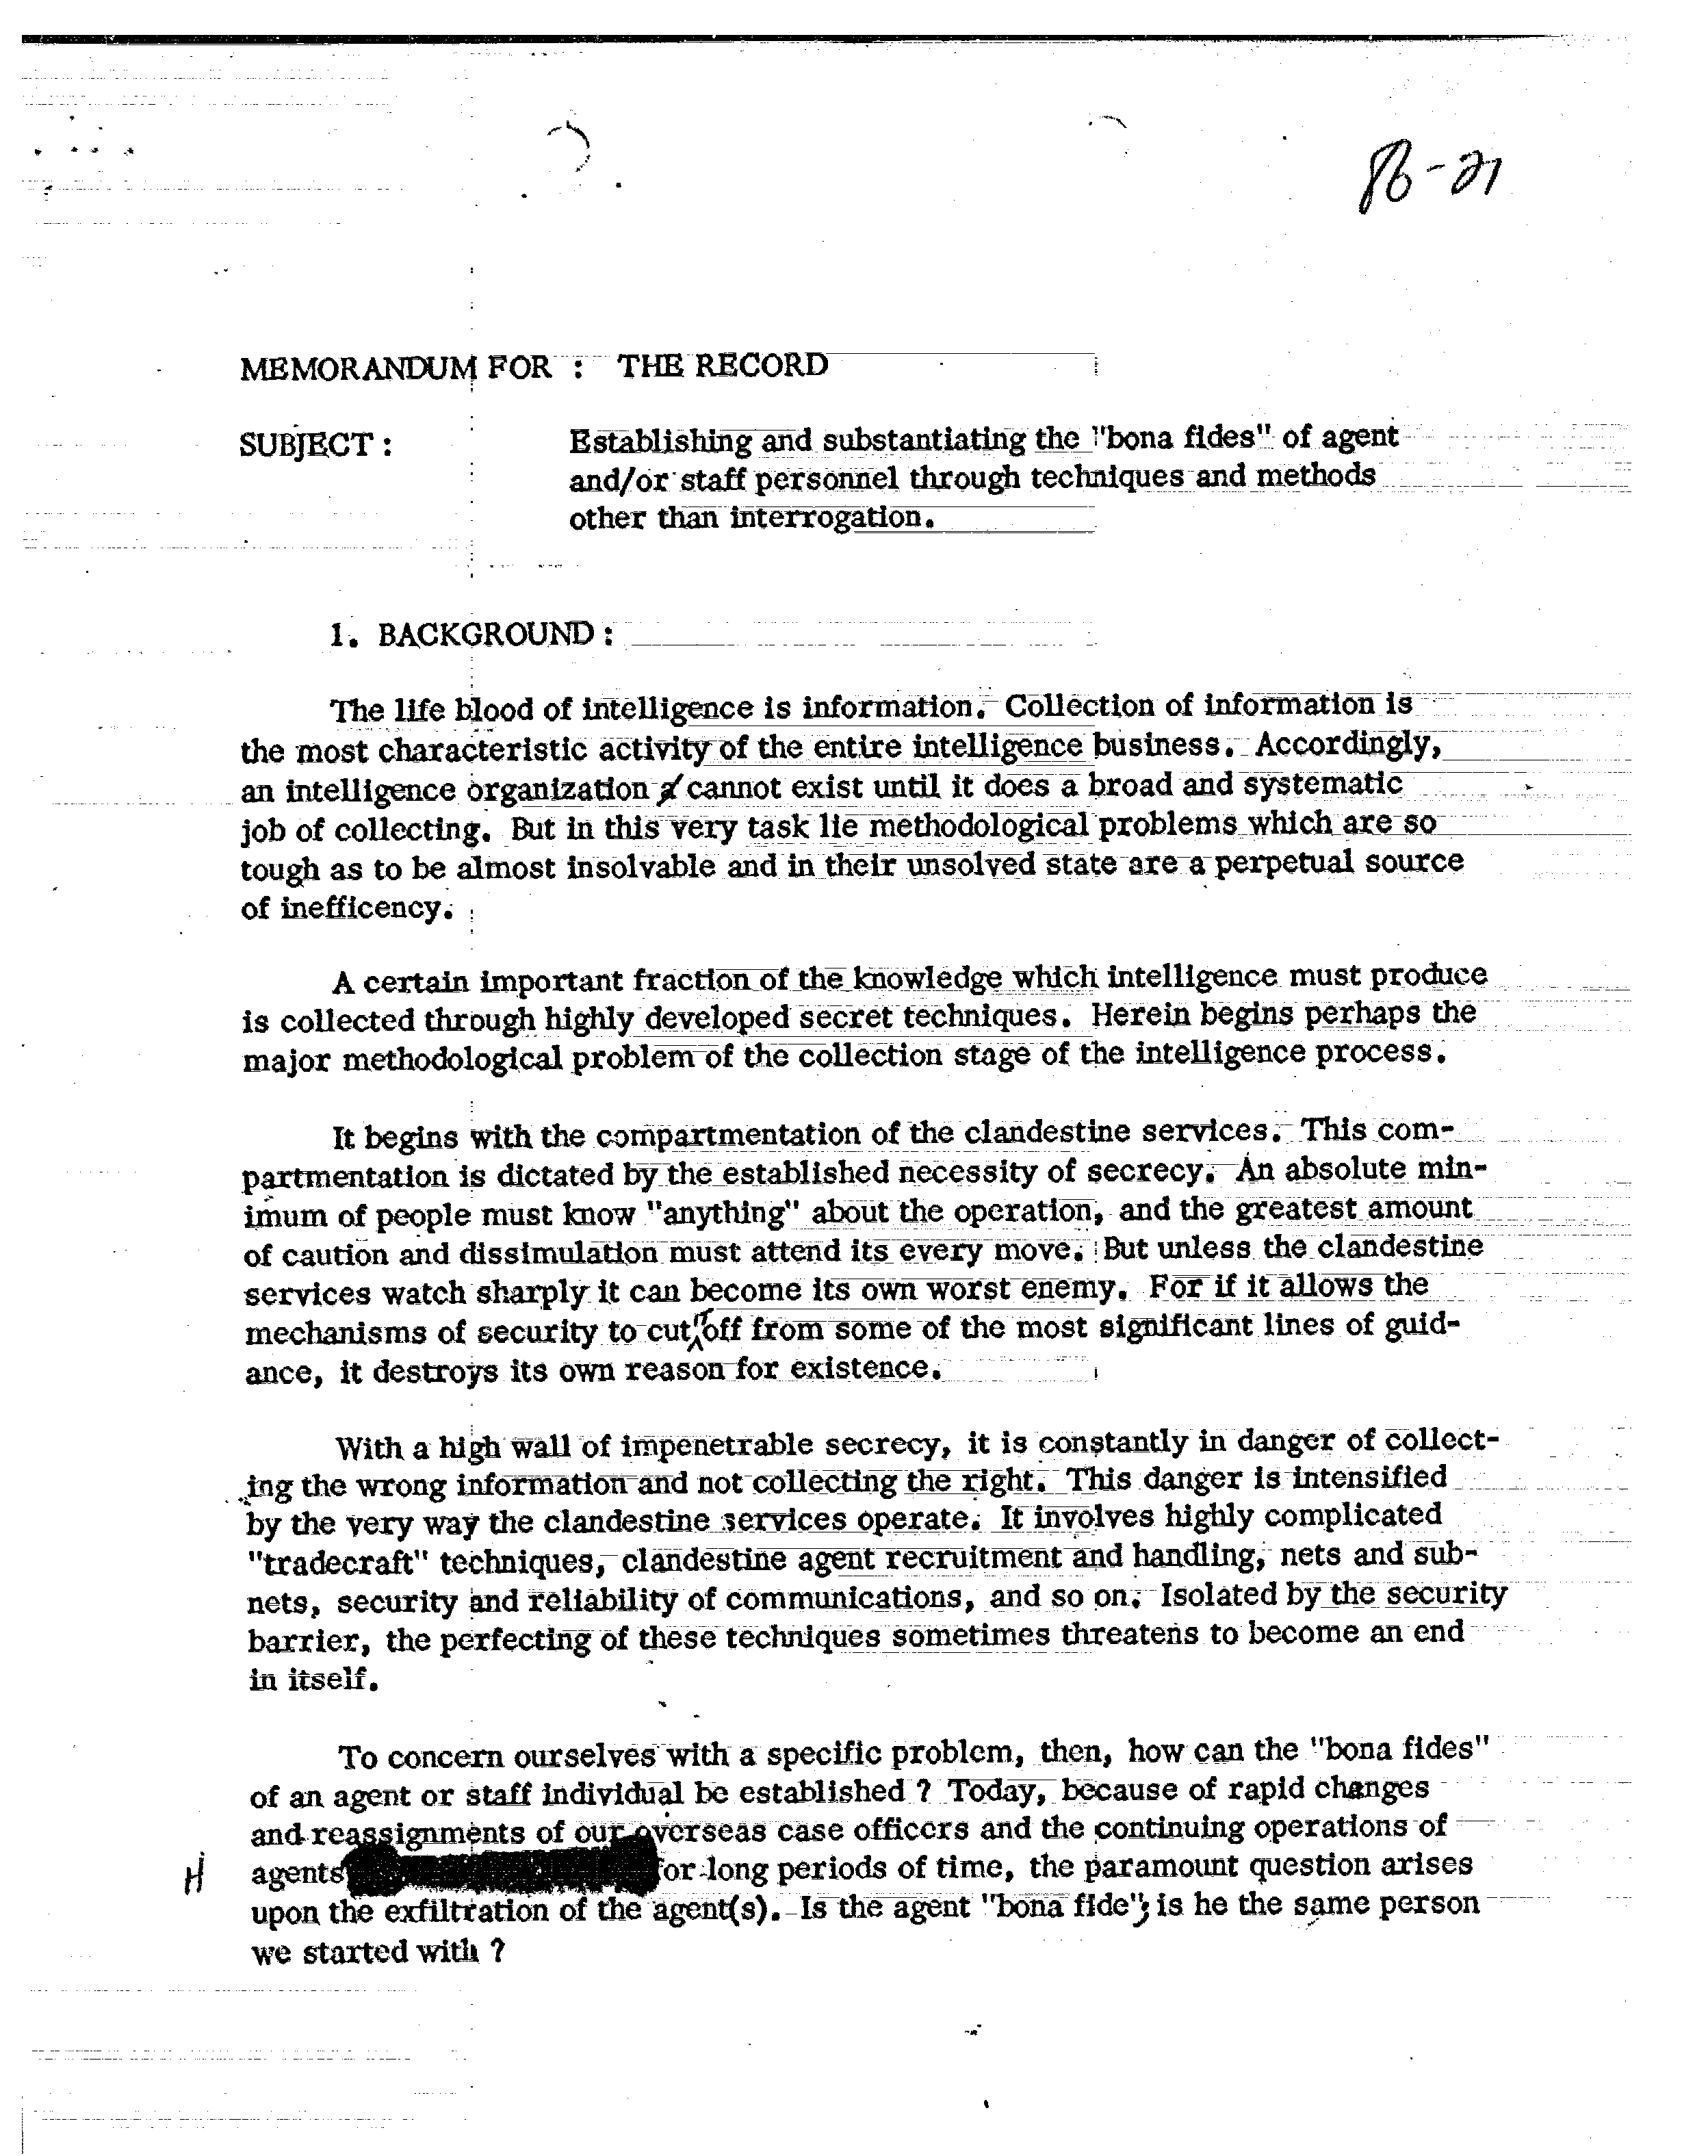 MEMORANDUM FOR : THE RECORD
SUBJECT : Establishing and substantiating the "bona fides" of agent
and/or staff personnel through techniques and methods
other than interrogation.
1. BACKGROUND :
The life blood of intelligence is information. Collection of information is
the most characteristic activity of the entire intelligence business. Accordingly,
an intelligence organization cannot exist until it does a broad and systematic
job of collecting. But in this very task lie methodological problems which are so
tough as to be almost insolvable and in their unsolved state are a perpetual source
of inefficency.
A certain important fraction of the knowledge which intelligence must produce
is collected through highly developed secret techniques. Herein begins perhaps the
major methodological problem of the collection stage of the intelligence process.
It begins with the compartmentation of the clandestine services. This com-
partmentation is dictated by the established necessity of secrecy. An absolute min-
imum of people must know "anything" about the operation, and the greatest amount
of caution and dissimulation must attend its every move. But unless the clandestine
services watch sharply it can become its own worst enemy. For if it allows the
mechanisms of security to cut off from some of the most significant lines of guid-
ance, it destroys its own reason for existence.
With a high wall of impenetrable secrecy, it is constantly in danger of collect-
ing the wrong information and not collecting the right. This danger is intensified
by the very way the clandestine services operate. It involves highly complicated
"tradecraft" techniques, clandestine agent recruitment and handling, nets and sub-
nets, security and reliability of communications, and so on. Isolated by the security
barrier, the perfecting of these techniques sometimes threatens to become an end
in itself.
To concern ourselves with a specific problem, then, how can the "bona fides"
of an agent or staff individual be established ? Today, because of rapid changes
and reassignments of our overseas case officers and the continuing operations of
H agents or long periods of time, the paramount question arises
upon the exfiltration of the agent(s). Is the agent "bona fide"; is he the same person
we started with ?